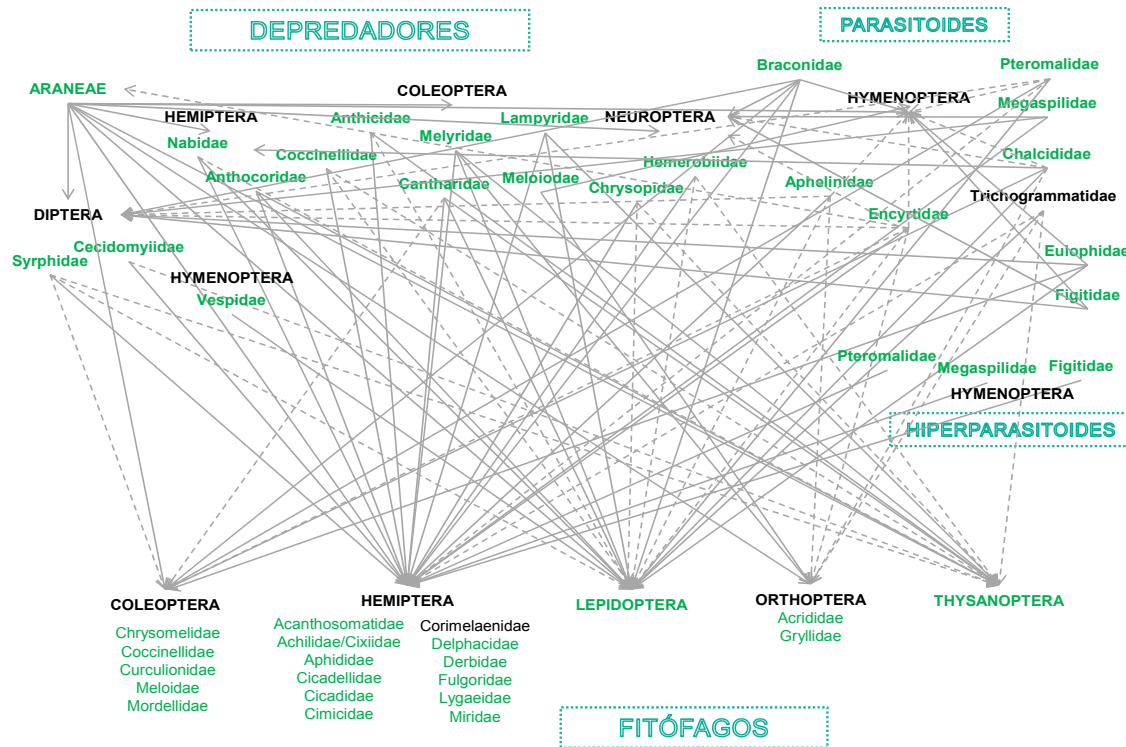 DEPREDADORES
PARASITOIDES
Braconidae
Pteromalidae
ARANEAE
COLEOPTERA
HYMENOPTERA
Megaspilidae
HEMIPTERA
Anthicidae
Lampyridae
NEUROPTERA
Nabidae
Melyridae
Coccinellidae
Hemerobiidae
Chalcididae
Anthocoridae
Cantharidae
Meloiodae
Chrysopidae
Aphelinidae
Trichogrammatidae
DIPTERA
Encyrtidae
Cecidomyiidae
Eulophidae
Syrphidae
HYMENOPTERA
Vespidae
Figitidae
Pteromalidae
Megaspilidae
Figitidae
HYMENOPTERA
HIPERPARASITOIDES
COLEOPTERA
HEMIPTERA
LEPIDOPTERA
ORTHOPTERA
THYSANOPTERA
Chrysomelidae
Coccinellidae
Curculionidae
Meloidae
Mordellidae
Acanthosomatidae
Achilidae/Cixiidae
Aphididae
Cicadellidae
Cicadidae
Cimicidae
Corimelaenidae
Delphacidae
Derbidae
Fulgoridae
Lygaeidae
Miridae
Acrididae
Gryllidae
FITÓFAGOS